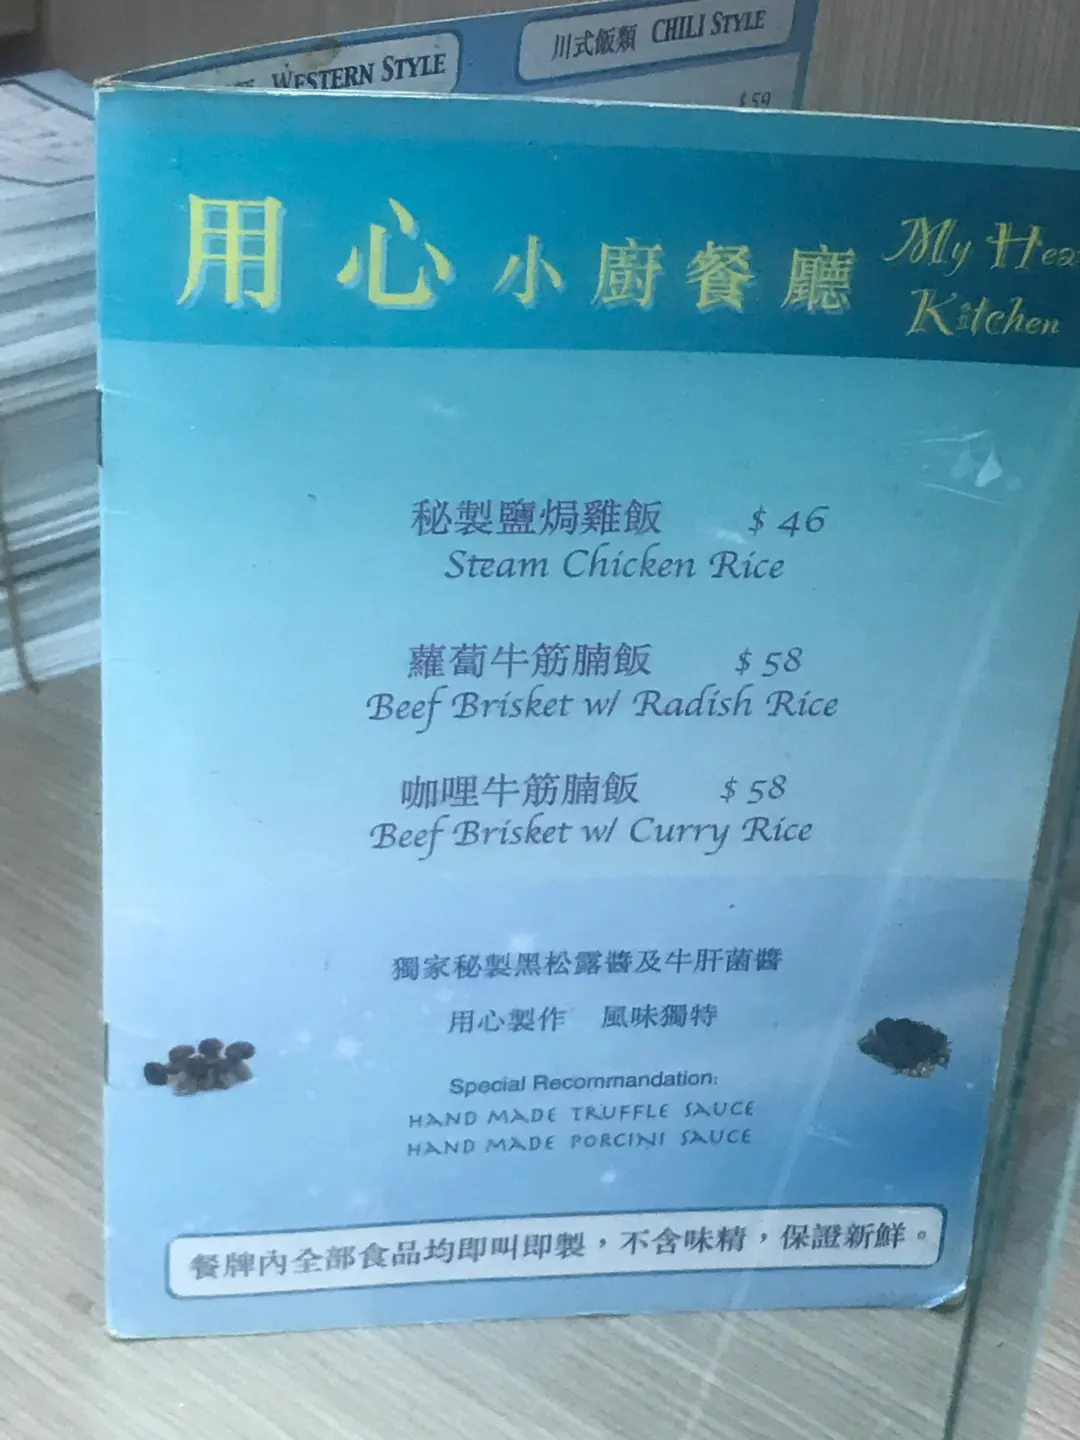 WESTERN STYLE
川式飯類 CHILI STYLE
$59
用心小廚餐廳
My Hea
Kitchen
秘製鹽焗雞飯 $ 46
Steam Chicken Rice
蘿蔔牛筋腩飯 $ 58
Beef Brisket w/ Radish Rice
咖哩牛筋腩飯 $ 58
Beef Brisket w/ Curry Rice
獨家秘製黑松露醬及牛肝菌醬
用心製作 風味獨特
Special Recommandation:
HAND MADE TRUFFLE SAUCE
HAND MADE PORCINI SAUCE
餐牌內全部食品均即叫即製，不含味精，保證新鮮。